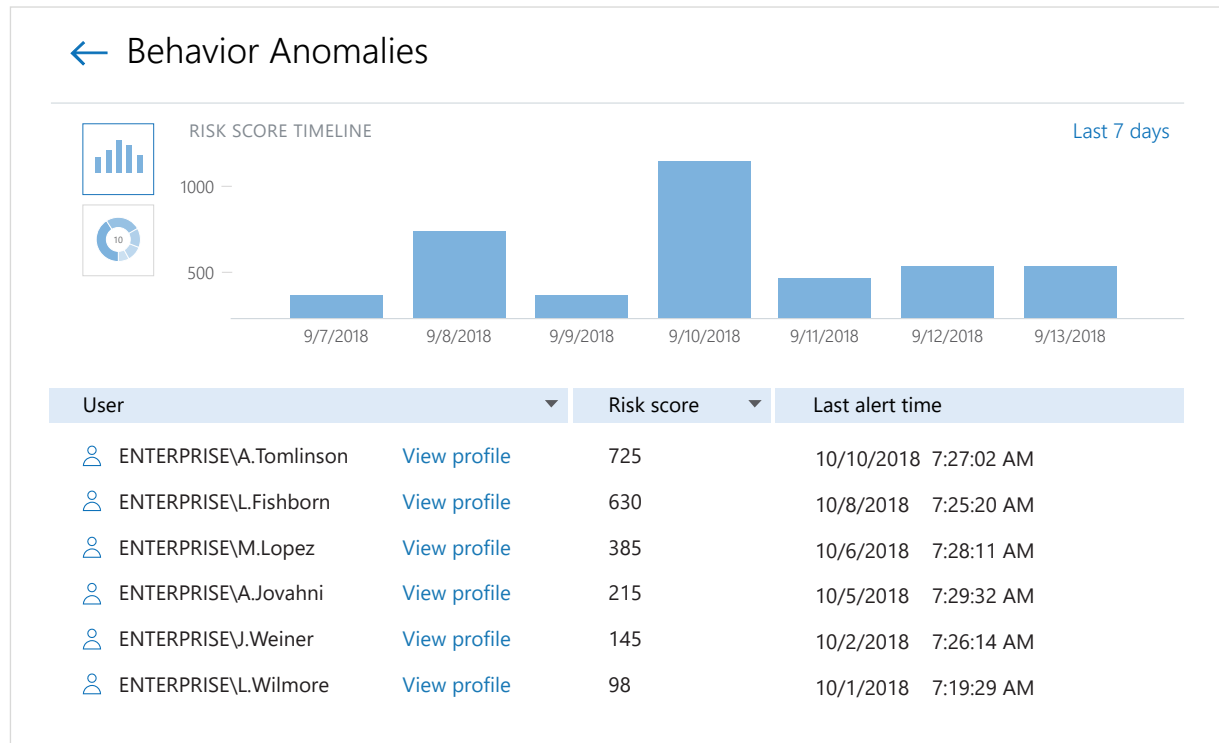 Behavior Anomalies
RISK SCORE TIMELINE Last 7 days
1000
10
500
9/7/2018 9/8/2018 9/9/2018 9/10/2018 9/11/2018 9/12/2018 9/13/2018
User Risk score Last alert time
ENTERPRISE\A.Tomlinson View profile 725 10/10/2018 7:27:02 AM
ENTERPRISE\L.Fishborn View profile 630 10/8/2018 7:25:20 AM
ENTERPRISE\M.Lopez View profile 385 10/6/2018 7:28:11 AM
ENTERPRISE\A.Jovahni View profile 215 10/5/2018 7:29:32 AM
ENTERPRISE\J.Weiner View profile 145 10/2/2018 7:26:14 AM
ENTERPRISE\L.Wilmore View profile 98 10/1/2018 7:19:29 AM